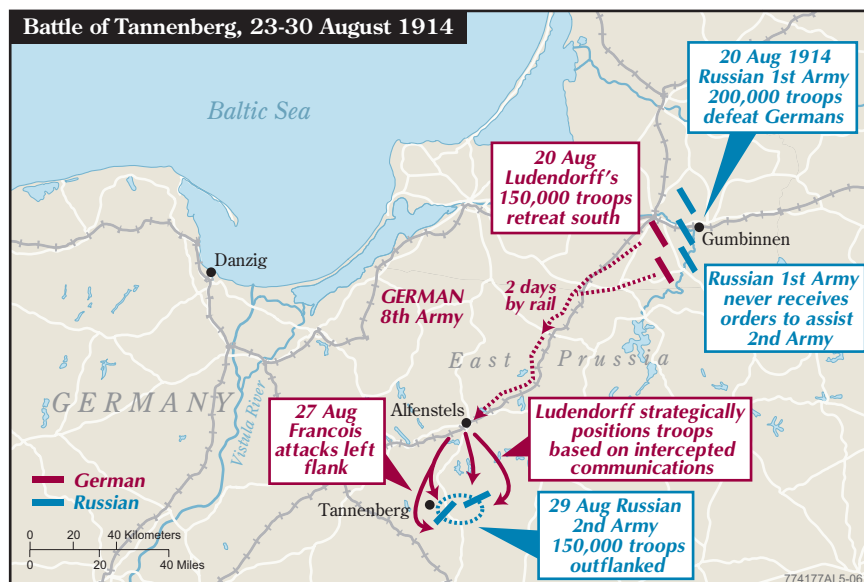 Battle of Tannenberg, 23-30 August 1914
20 Aug 1914
Russian 1st Army
200,000 troops
defeat Germans
Baltic Sea
20 Aug
Ludendorff's
150,000 troops
retreat south
Gumbinnen
Danzig
GERMAN
8th Army
2 days
by rail
Russian 1st Army
never receives
orders to assist
2nd Army
East Prussia
GERMANY
Vistula River
Allenstels
27 Aug
Francois
attacks left
flank
Ludendorff strategically
positions troops
based on intercepted
communications
German
Russian
Tannenberg
29 Aug Russian
2nd Army
150,000 troops
outflanked
0 20 40 Kilometers
0 20 40 Miles
774177AL5-06